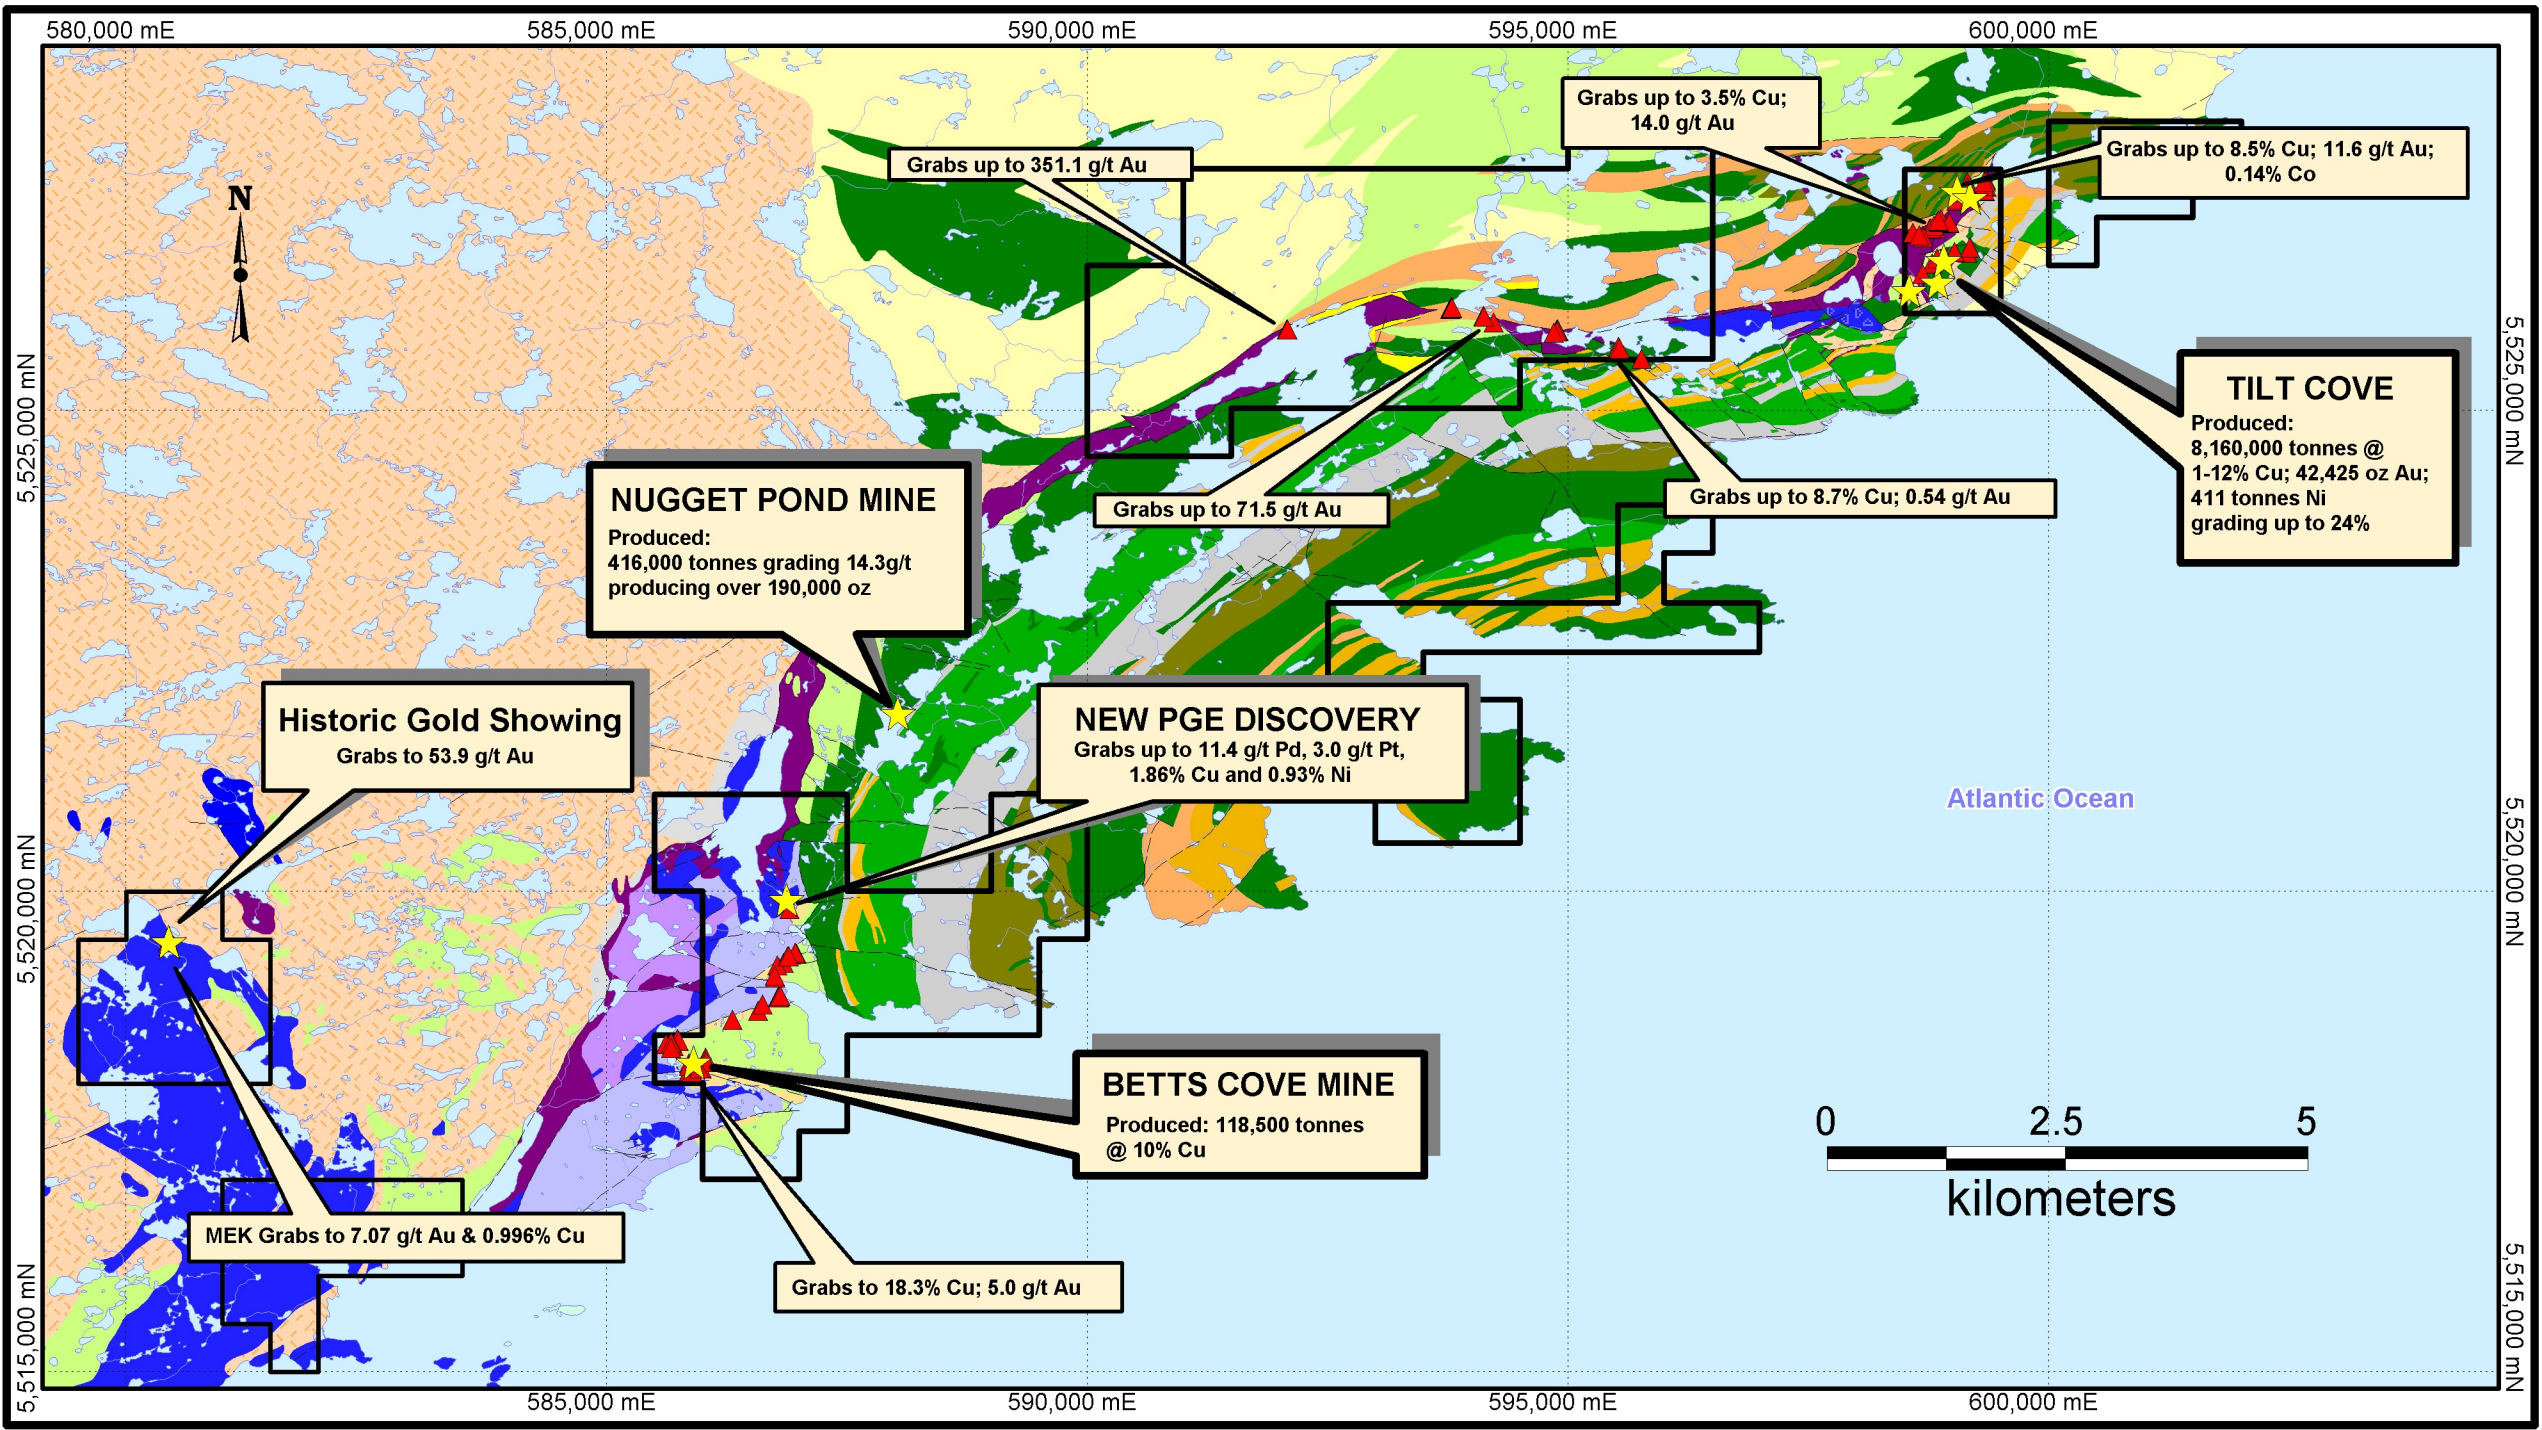 580,000 mE
585,000 mE
590,000 mE
595,000 mE
600,000 mE
Grabs up to 3.5% Cu;
14.0 g/t Au
Grabs up to 8.5% Cu; 11.6 g/t Au;
0.14% Co
Grabs up to 351.1 g/t Au
N
5,525,000 mN
5,525,000 mN
TILT COVE
Produced:
8,160,000 tonnes @
1-12% Cu; 42,425 oz Au;
411 tonnes Ni
grading up to 24%
NUGGET POND MINE
Produced:
416,000 tonnes grading 14.3g/t
producing over 190,000 oz
Grabs up to 71.5 g/t Au
Grabs up to 8.7% Cu; 0.54 g/t Au
Historic Gold Showing
Grabs to 53.9 g/t Au
NEW PGE DISCOVERY
Grabs up to 11.4 g/t Pd, 3.0 g/t Pt,
1.86% Cu and 0.93% Ni
Atlantic Ocean
5,520,000 mN
5,520,000 mN
BETTS COVE MINE
Produced: 118,500 tonnes
@ 10% Cu
0 2.5 5
kilometers
MEK Grabs to 7.07 g/t Au & 0.996% Cu
Grabs to 18.3% Cu; 5.0 g/t Au
5,515,000 mN
5,515,000 mN
585,000 mE
590,000 mE
595,000 mE
600,000 mE